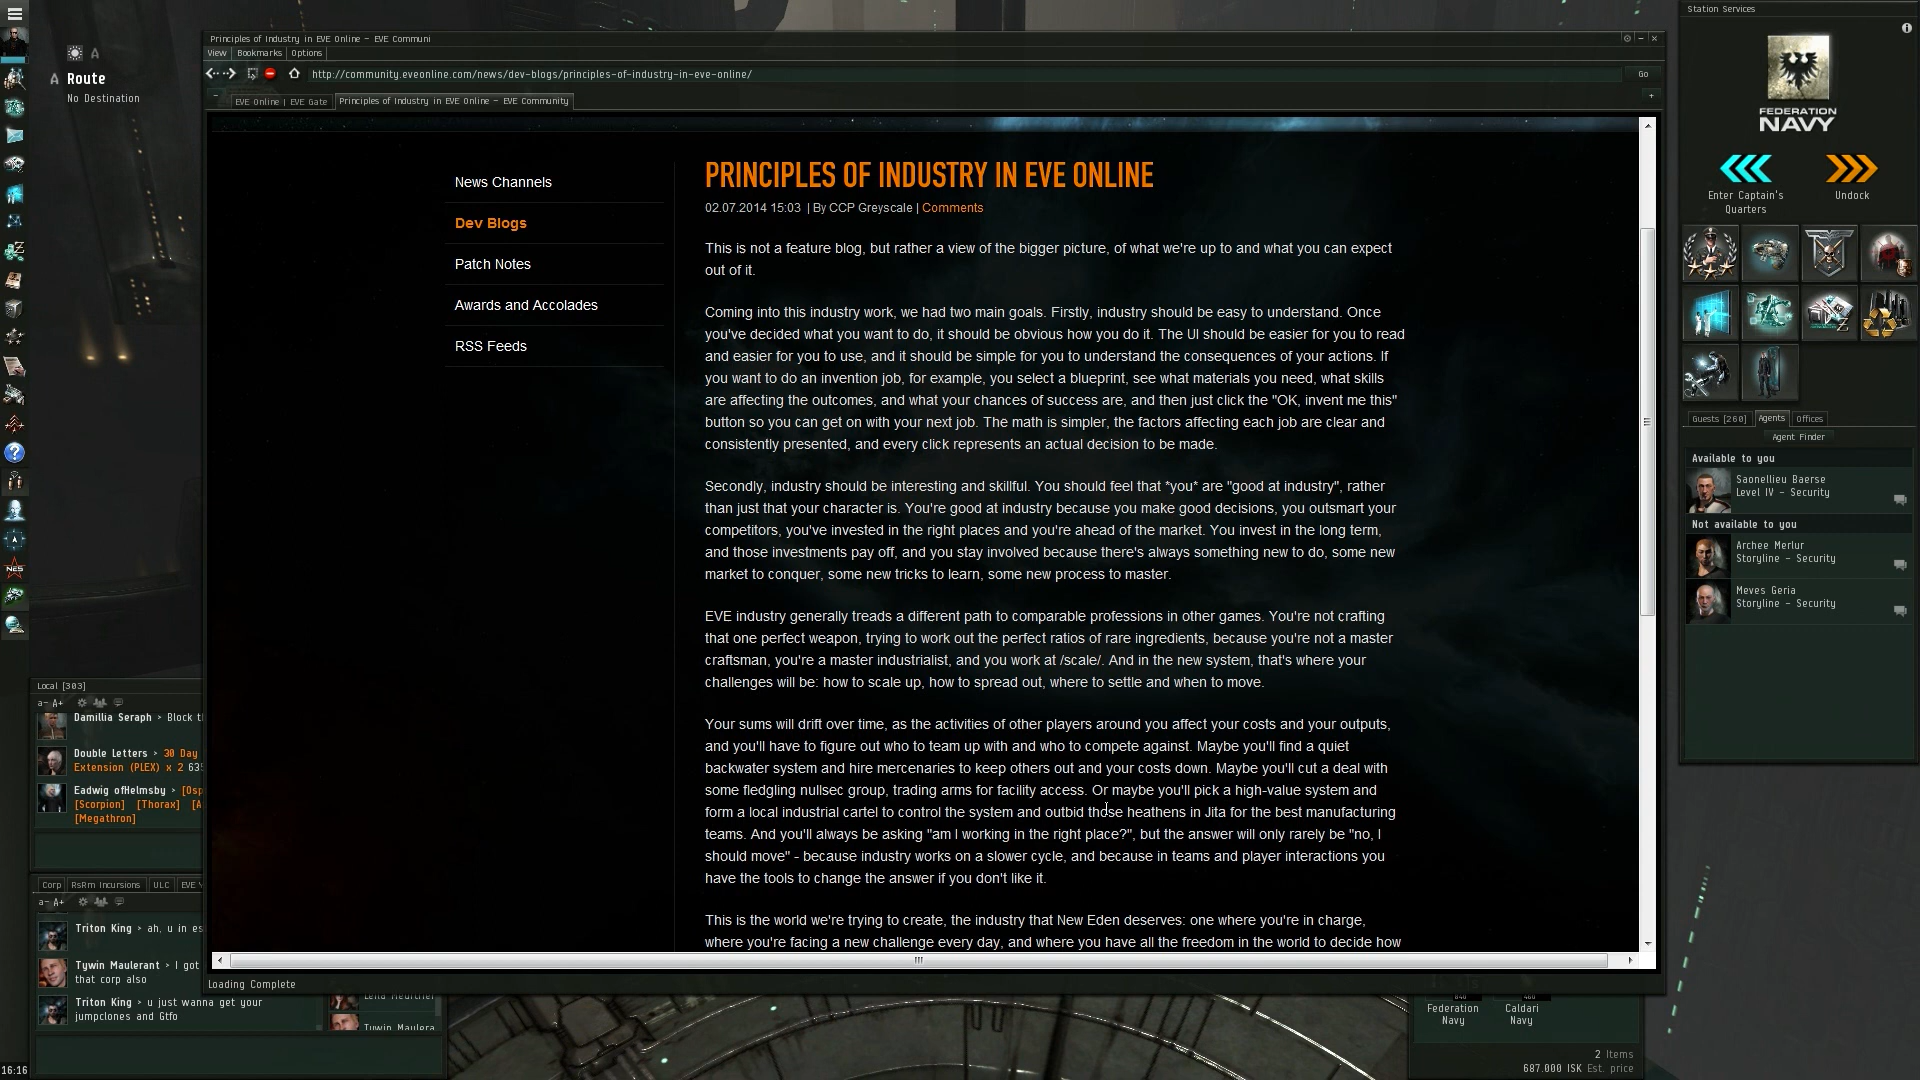 Principles of Industry in EVE Online – EVE Communi
View Bookmarks Options
http://community.eveonline.com/news/dev-blogs/principles-of-industry-in-eve-online/
Go
EVE Online | EVE Gate
Principles of Industry in EVE Online – EVE Community
A
A Route
No Destination
News Channels
Dev Blogs
Patch Notes
Awards and Accolades
RSS Feeds
PRINCIPLES OF INDUSTRY IN EVE ONLINE
02.07.2014 15:03 | By CCP Greyscale | Comments
This is not a feature blog, but rather a view of the bigger picture, of what we're up to and what you can expect
out of it.
Coming into this industry work, we had two main goals. Firstly, industry should be easy to understand. Once
you've decided what you want to do, it should be obvious how you do it. The UI should be easier for you to read
and easier for you to use, and it should be simple for you to understand the consequences of your actions. If
you want to do an invention job, for example, you select a blueprint, see what materials you need, what skills
are affecting the outcomes, and what your chances of success are, and then just click the "OK, invent me this"
button so you can get on with your next job. The math is simpler, the factors affecting each job are clear and
consistently presented, and every click represents an actual decision to be made.
Secondly, industry should be interesting and skillful. You should feel that *you* are "good at industry", rather
than just that your character is. You're good at industry because you make good decisions, you outsmart your
competitors, you've invested in the right places and you're ahead of the market. You invest in the long term,
and those investments pay off, and you stay involved because there's always something new to do, some new
market to conquer, some new tricks to learn, some new process to master.
EVE industry generally treads a different path to comparable professions in other games. You're not crafting
that one perfect weapon, trying to work out the perfect ratios of rare ingredients, because you're not a master
craftsman, you're a master industrialist, and you work at /scale/. And in the new system, that's where your
challenges will be: how to scale up, how to spread out, where to settle and when to move.
Your sums will drift over time, as the activities of other players around you affect your costs and your outputs,
and you'll have to figure out who to team up with and who to compete against. Maybe you'll find a quiet
backwater system and hire mercenaries to keep others out and your costs down. Maybe you'll cut a deal with
some fledgling nullsec group, trading arms for facility access. Or maybe you'll pick a high-value system and
form a local industrial cartel to control the system and outbid those heathens in Jita for the best manufacturing
teams. And you'll always be asking "am I working in the right place?", but the answer will only rarely be "no, I
should move" - because industry works on a slower cycle, and because in teams and player interactions you
have the tools to change the answer if you don't like it.
This is the world we're trying to create, the industry that New Eden deserves: one where you're in charge,
where you're facing a new challenge every day, and where you have all the freedom in the world to decide how
Loading Complete
Station Services
FEDERATION
NAVY
Enter Captain's
Quarters
Undock
Guests [260] Agents Offices
Agent Finder
Available to you
Saonellieu Baerse
Level IV – Security
Not available to you
Archee Merlur
Storyline – Security
Meves Geria
Storyline – Security
NES
Local [303]
a- A+
Damillia Seraph > Block
Double Letters > 30 Day
Extension (PLEX) x 2 63
Eadwig ofHelmsby > [Osp
[Scorpion] [Thorax] [A
[Megathron]
Corp RsRm Incursions ULC EVE
a- A+
Triton King > ah, u in es
Tywin Maulerant > I got
that corp also
Triton King > u just wanna get your
jumpclones and Gtfo
Tywin Maulera
Federation
Navy
Caldari
Navy
2 Items
687.000 ISK Est. price
16:16